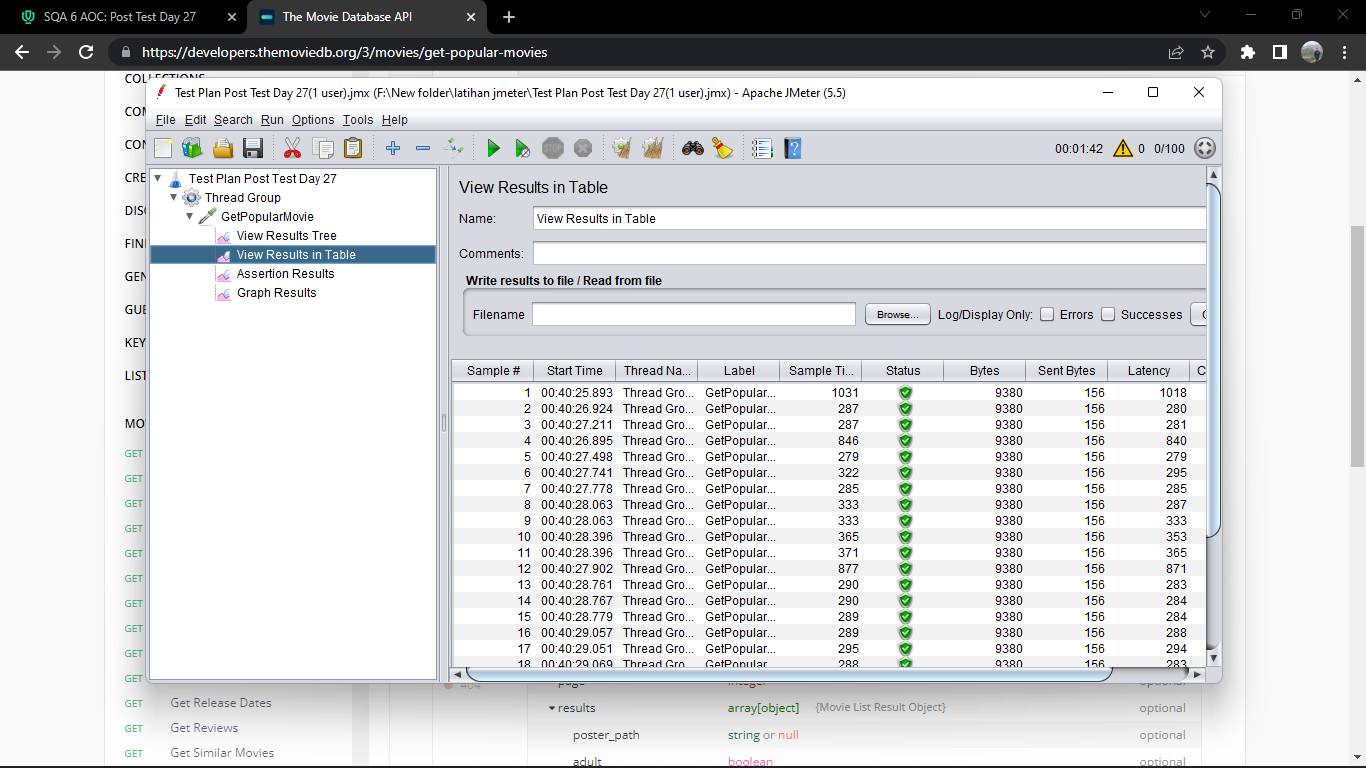 SQA 6 AOC: Post Test Day 27
The Movie Database API
https://developers.themoviedb.org/3/movies/get-popular-movies
COLLECTIONS
Test Plan Post Test Day 27(1 user).jmx (F:\New folder\latihan jmeter\Test Plan Post Test Day 27(1 user).jmx) - Apache JMeter (5.5)
File Edit Search Run Options Tools Help
00:01:42 0 0/100
Test Plan Post Test Day 27
Thread Group
GetPopularMovie
View Results Tree
View Results in Table
Assertion Results
Graph Results
CRE
DISC
FIN
GEN
GUE
KEY
LIST
MO
GET
GET
GET
GET
GET
GET
GET
GET
GET
GET
View Results in Table
Name: View Results in Table
Comments:
Write results to file / Read from file
Filename Browse... Log/Display Only: Errors Successes
Sample # Start Time Thread Na... Label Sample Ti... Status Bytes Sent Bytes Latency C
1 00:40:25.893 Thread Gro... GetPopular... 1031 9380 156 1018
2 00:40:26.924 Thread Gro... GetPopular... 287 9380 156 280
3 00:40:27.211 Thread Gro... GetPopular... 287 9380 156 281
4 00:40:26.895 Thread Gro... GetPopular... 846 9380 156 840
5 00:40:27.498 Thread Gro... GetPopular... 279 9380 156 279
6 00:40:27.741 Thread Gro... GetPopular... 322 9380 156 295
7 00:40:27.778 Thread Gro... GetPopular... 285 9380 156 285
8 00:40:28.063 Thread Gro... GetPopular... 333 9380 156 287
9 00:40:28.063 Thread Gro... GetPopular... 333 9380 156 333
10 00:40:28.396 Thread Gro... GetPopular... 365 9380 156 353
11 00:40:28.396 Thread Gro... GetPopular... 371 9380 156 365
12 00:40:27.902 Thread Gro... GetPopular... 877 9380 156 871
13 00:40:28.761 Thread Gro... GetPopular... 290 9380 156 283
14 00:40:28.767 Thread Gro... GetPopular... 290 9380 156 284
15 00:40:28.779 Thread Gro... GetPopular... 289 9380 156 284
16 00:40:29.057 Thread Gro... GetPopular... 289 9380 156 288
17 00:40:29.051 Thread Gro... GetPopular... 295 9380 156 294
18 00:40:29.069 Thread Gro... GetPopular... 288 9380 156 283
404 page integer optional
GET Get Release Dates
results array[object] {Movie List Result Object} optional
GET Get Reviews
poster_path string or null optional
GET Get Similar Movies
adult boolean optional